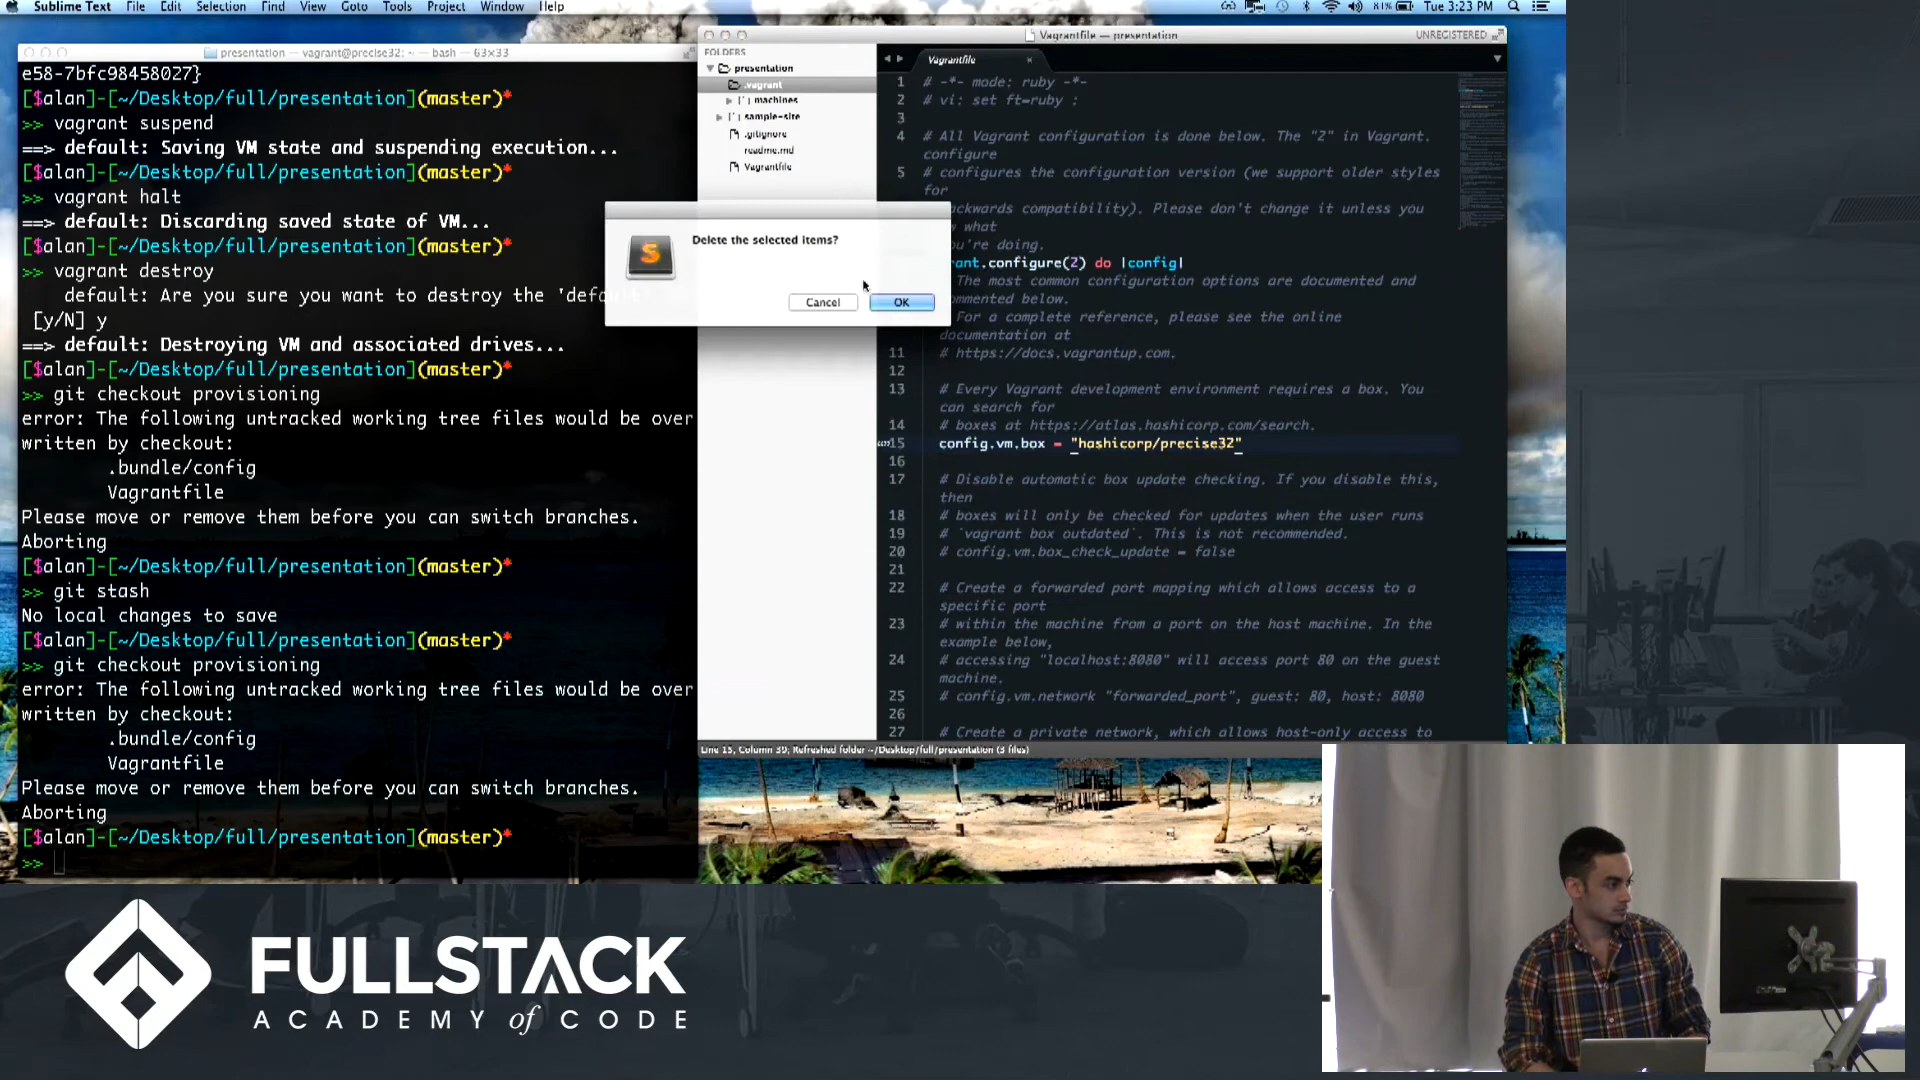 Sublime Text File Edit Selection Find View Goto Tools Project Window Help
81% Tue 3:23 PM
presentation — vagrant@precise32: ~ — bash — 63×33
e58-7bfc98458027}
[$alan]-[~/Desktop/full/presentation](master)*
>> vagrant suspend
==> default: Saving VM state and suspending execution...
[$alan]-[~/Desktop/full/presentation](master)*
>> vagrant halt
==> default: Discarding saved state of VM...
[$alan]-[~/Desktop/full/presentation](master)*
>> vagrant destroy
default: Are you sure you want to destroy the 'default'
[y/N] y
==> default: Destroying VM and associated drives...
[$alan]-[~/Desktop/full/presentation](master)*
>> git checkout provisioning
error: The following untracked working tree files would be over
written by checkout:
.bundle/config
Vagrantfile
Please move or remove them before you can switch branches.
Aborting
[$alan]-[~/Desktop/full/presentation](master)*
>> git stash
No local changes to save
[$alan]-[~/Desktop/full/presentation](master)*
>> git checkout provisioning
error: The following untracked working tree files would be over
written by checkout:
.bundle/config
Vagrantfile
Please move or remove them before you can switch branches.
Aborting
[$alan]-[~/Desktop/full/presentation](master)*
>>
Vagrantfile — presentation
UNREGISTERED
FOLDERS
presentation
.vagrant
machines
sample-site
.gitignore
readme.md
Vagrantfile
Vagrantfile
1 # -*- mode: ruby -*-
2 # vi: set ft=ruby :
3
4 # All Vagrant configuration is done below. The "2" in Vagrant.
configure
5 # configures the configuration version (we support older styles
for
backwards compatibility). Please don't change it unless you
what
you're doing.
rant.configure(2) do |config|
The most common configuration options are documented and
commented below.
For a complete reference, please see the online
documentation at
11 # https://docs.vagrantup.com.
12
13 # Every Vagrant development environment requires a box. You
can search for
14 # boxes at https://atlas.hashicorp.com/search.
15 config.vm.box = "hashicorp/precise32"
16
17 # Disable automatic box update checking. If you disable this,
then
18 # boxes will only be checked for updates when the user runs
19 # `vagrant box outdated`. This is not recommended.
20 # config.vm.box_check_update = false
21
22 # Create a forwarded port mapping which allows access to a
specific port
23 # within the machine from a port on the host machine. In the
example below,
24 # accessing "localhost:8080" will access port 80 on the guest
machine.
25 # config.vm.network "forwarded_port", guest: 80, host: 8080
26
27 # Create a private network, which allows host-only access to
Line 15, Column 39; Refreshed folder ~/Desktop/full/presentation (3 files)
Delete the selected items?
Cancel OK
FULLSTACK
ACADEMY of CODE